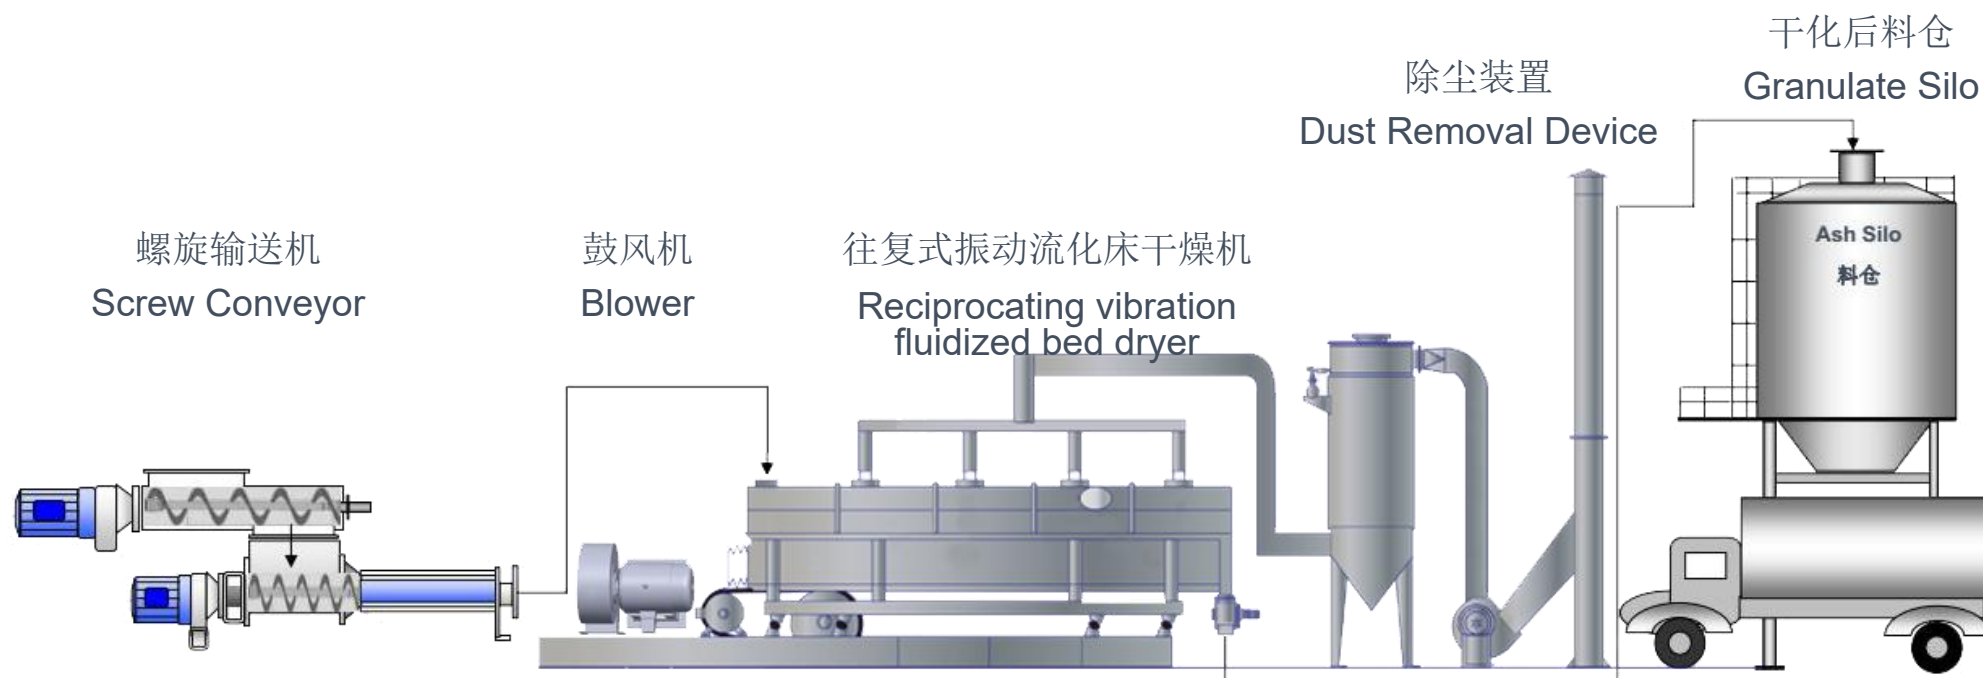 干化后料仓
Granulate Silo
除尘装置
Dust Removal Device
螺旋输送机
Screw Conveyor
鼓风机
Blower
往复式振动流化床干燥机
Reciprocating vibration
fluidized bed dryer
Ash Silo
料仓